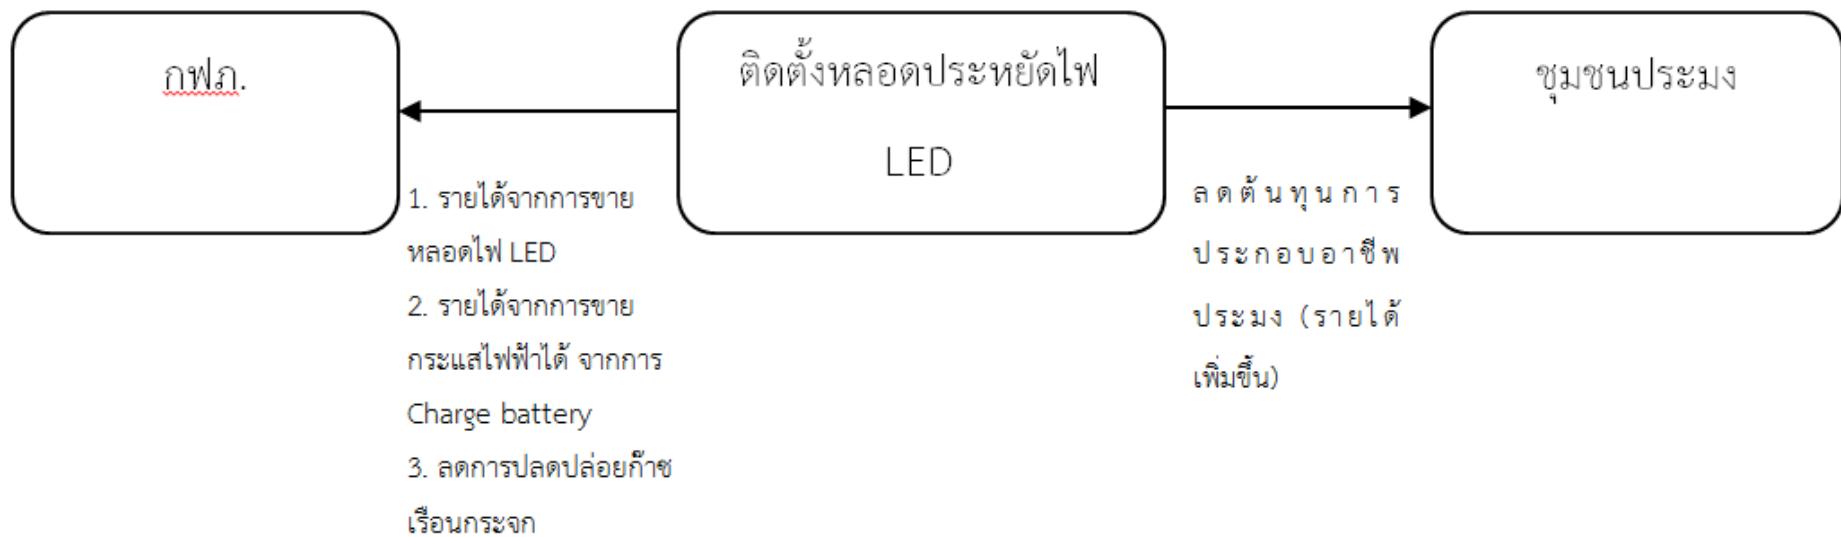 กฟภ.
ติดตั้งหลอดประหยัดไฟ
LED
ชุมชนประมง
1. รายได้จากการขาย
หลอดไฟ LED
2. รายได้จากการขาย
กระแสไฟฟ้าได้ จากการ
Charge battery
3. ลดการปลดปล่อยก๊าซ
เรือนกระจก
ลดต้นทุนการ
ประกอบอาชีพ
ประมง (รายได้
เพิ่มขึ้น)